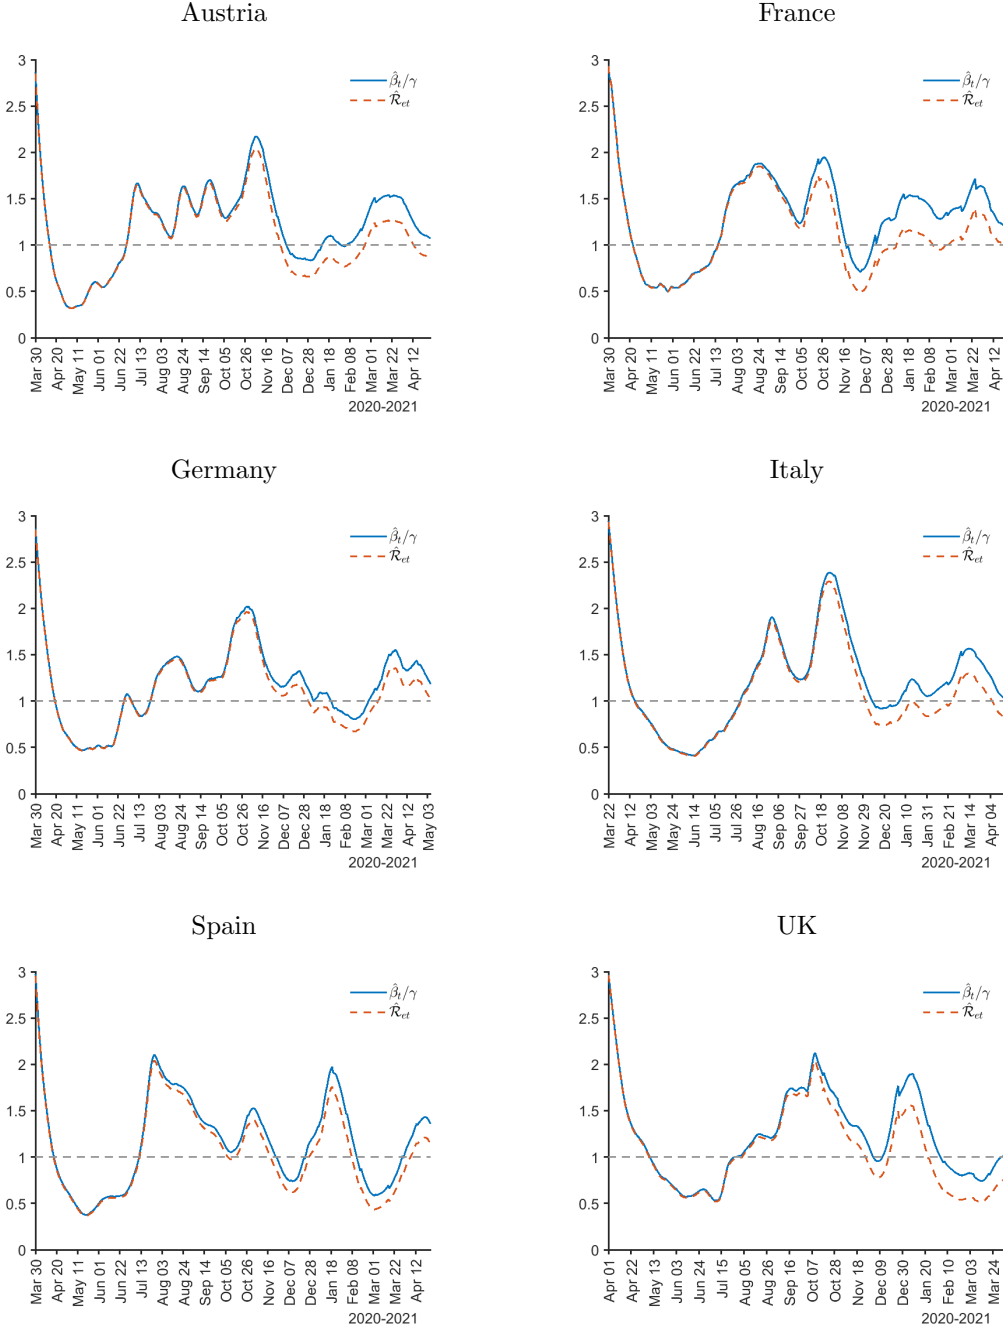 Austria
3
2.5
2
1.5
1
0.5
0
β̂ₜ/γ
R̂ₑₜ
Mar 30
Apr 20
May 11
Jun 01
Jun 22
Jul 13
Aug 03
Aug 24
Sep 14
Oct 05
Oct 26
Nov 16
Dec 07
Dec 28
Jan 18
Feb 08
Mar 01
Mar 22
Apr 12
2020-2021
France
3
2.5
2
1.5
1
0.5
0
β̂ₜ/γ
R̂ₑₜ
Mar 30
Apr 20
May 11
Jun 01
Jun 22
Jul 13
Aug 03
Aug 24
Sep 14
Oct 05
Oct 26
Nov 16
Dec 07
Dec 28
Jan 18
Feb 08
Mar 01
Mar 22
Apr 12
2020-2021
Germany
3
2.5
2
1.5
1
0.5
0
β̂ₜ/γ
R̂ₑₜ
Mar 30
Apr 20
May 11
Jun 01
Jun 22
Jul 13
Aug 03
Aug 24
Sep 14
Oct 05
Oct 26
Nov 16
Dec 07
Dec 28
Jan 18
Feb 08
Mar 01
Mar 22
Apr 12
May 03
2020-2021
Italy
3
2.5
2
1.5
1
0.5
0
β̂ₜ/γ
R̂ₑₜ
Mar 22
Apr 12
May 03
May 24
Jun 14
Jul 05
Jul 26
Aug 16
Sep 06
Sep 27
Oct 18
Nov 08
Nov 29
Dec 20
Jan 10
Jan 31
Feb 21
Mar 14
Apr 04
2020-2021
Spain
3
2.5
2
1.5
1
0.5
0
β̂ₜ/γ
R̂ₑₜ
Mar 30
Apr 20
May 11
Jun 01
Jun 22
Jul 13
Aug 03
Aug 24
Sep 14
Oct 05
Oct 26
Nov 16
Dec 07
Dec 28
Jan 18
Feb 08
Mar 01
Mar 22
Apr 12
2020-2021
UK
3
2.5
2
1.5
1
0.5
0
β̂ₜ/γ
R̂ₑₜ
Apr 01
Apr 22
May 13
Jun 03
Jun 24
Jul 15
Aug 05
Aug 26
Sep 16
Oct 07
Oct 28
Nov 18
Dec 09
Dec 30
Jan 20
Feb 10
Mar 03
Mar 24
2020-2021